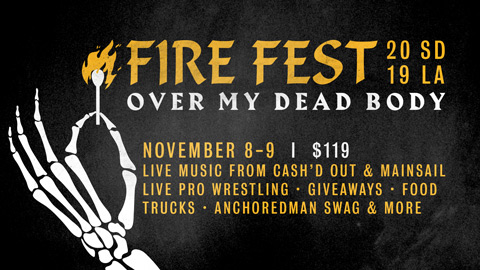 FIRE FEST 20 SD
19 LA
OVER MY DEAD BODY
NOVEMBER 8-9 | $119
LIVE MUSIC FROM CASH'D OUT & MAINSAIL
LIVE PRO WRESTLING · GIVEAWAYS · FOOD
TRUCKS · ANCHOREDMAN SWAG & MORE